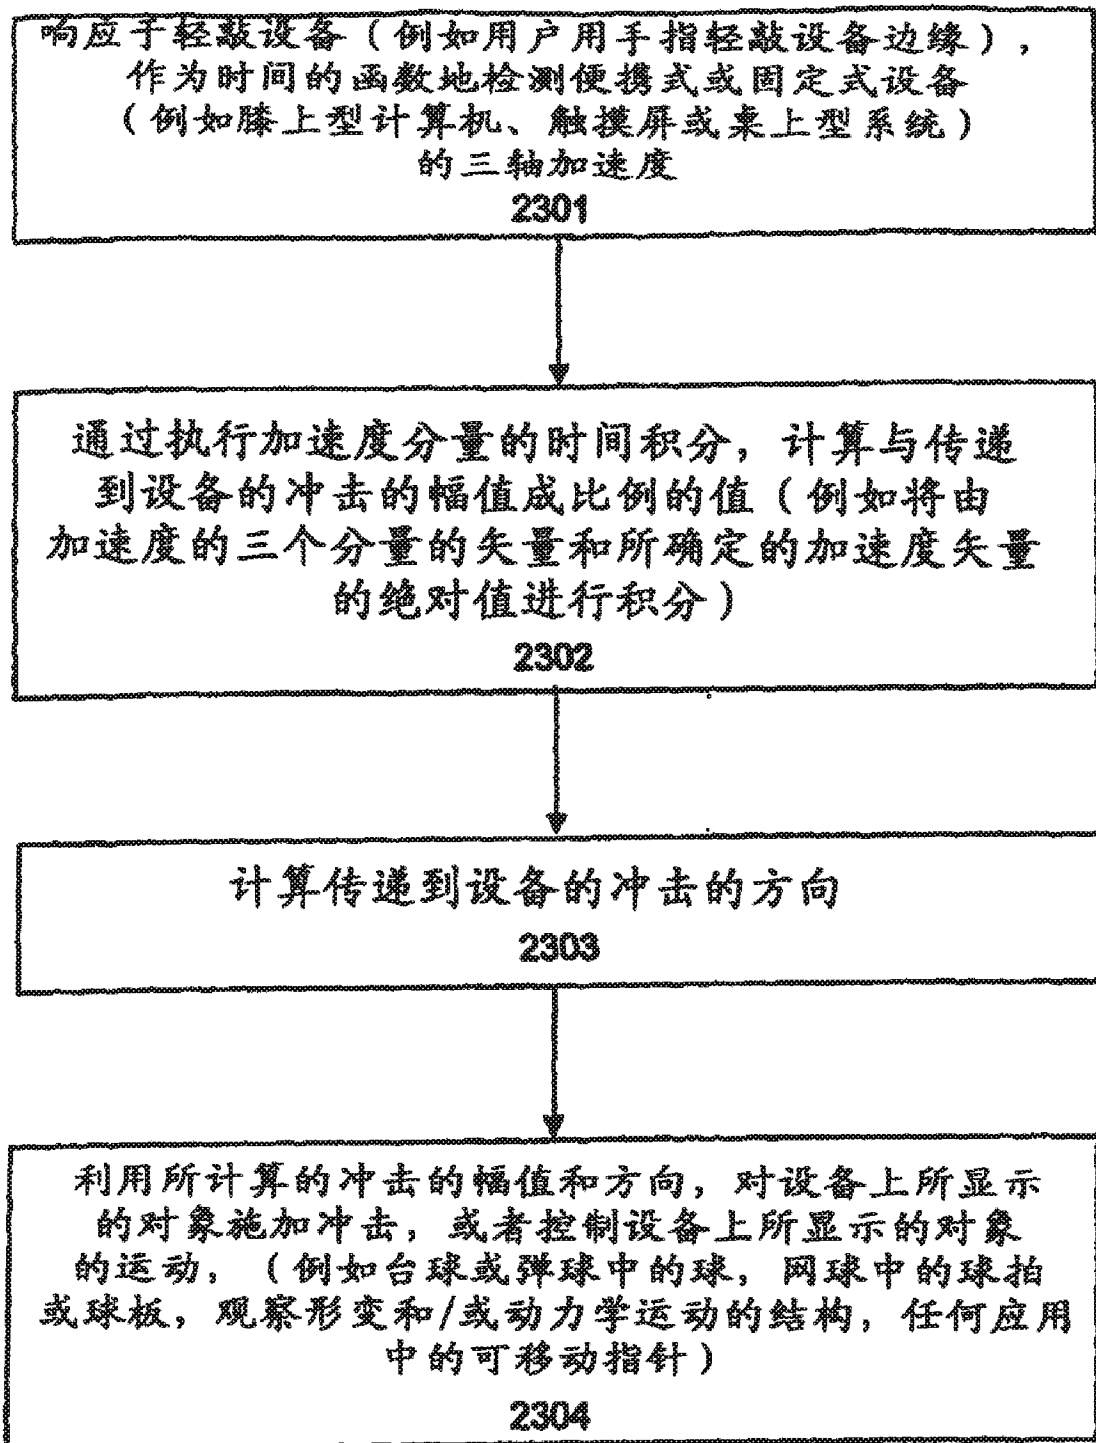 响应于轻敲设备（例如用户用手指轻敲设备边缘），
作为时间的函数地检测便携式或固定式设备
（例如膝上型计算机、触摸屏或桌上型系统）
的三轴加速度
2301
通过执行加速度分量的时间积分，计算与传递
到设备的冲击的幅值成比例的值（例如将由
加速度的三个分量的矢量和所确定的加速度矢量
的绝对值进行积分）
2302
计算传递到设备的冲击的方向
2303
利用所计算的冲击的幅值和方向，对设备上所显示
的对象施加冲击，或者控制设备上所显示的对象
的运动，（例如台球或弹球中的球，网球中的球拍
或球板，观察形变和/或动力学运动的结构，任何应用
中的可移动指针）
2304